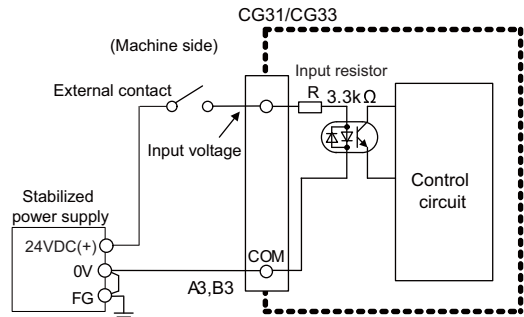 CG31/CG33
(Machine side)
External contact
Input resistor
R 3.3kΩ
Input voltage
Control
circuit
Stabilized
power supply
24VDC(+)
0V
FG
COM
A3,B3